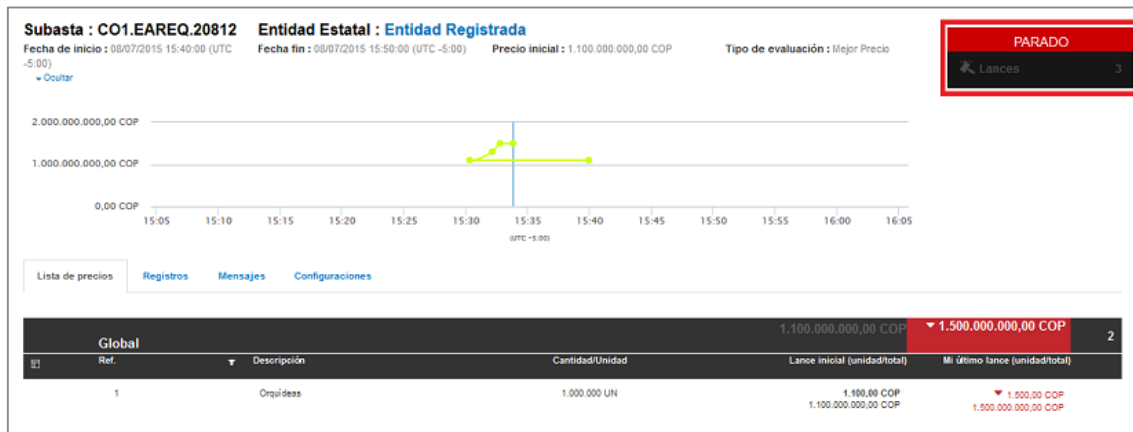 Subasta : CO1.EAREQ.20812 Entidad Estatal : Entidad Registrada
Fecha de inicio : 08/07/2015 15:40:00 (UTC -5:00) Fecha fin : 08/07/2015 15:50:00 (UTC -5:00) Precio inicial : 1.100.000.000,00 COP Tipo de evaluación : Mejor Precio
Ocultar
PARADO
Lances 3
2.000.000.000,00 COP
1.000.000.000,00 COP
0,00 COP
15:05 15:10 15:15 15:20 15:25 15:30 15:35 15:40 15:45 15:50 15:55 16:00 16:05
(UTC -5:00)
Lista de precios Registros Mensajes Configuraciones
Global 1.100.000.000,00 COP 1.500.000.000,00 COP 2
Ref. Descripción Cantidad/Unidad Lance inicial (unidad/total) Mi último lance (unidad/total)
1 Orquídeas 1.000.000 UN 1.100,00 COP 1.500,00 COP
1.100.000.000,00 COP 1.500.000.000,00 COP